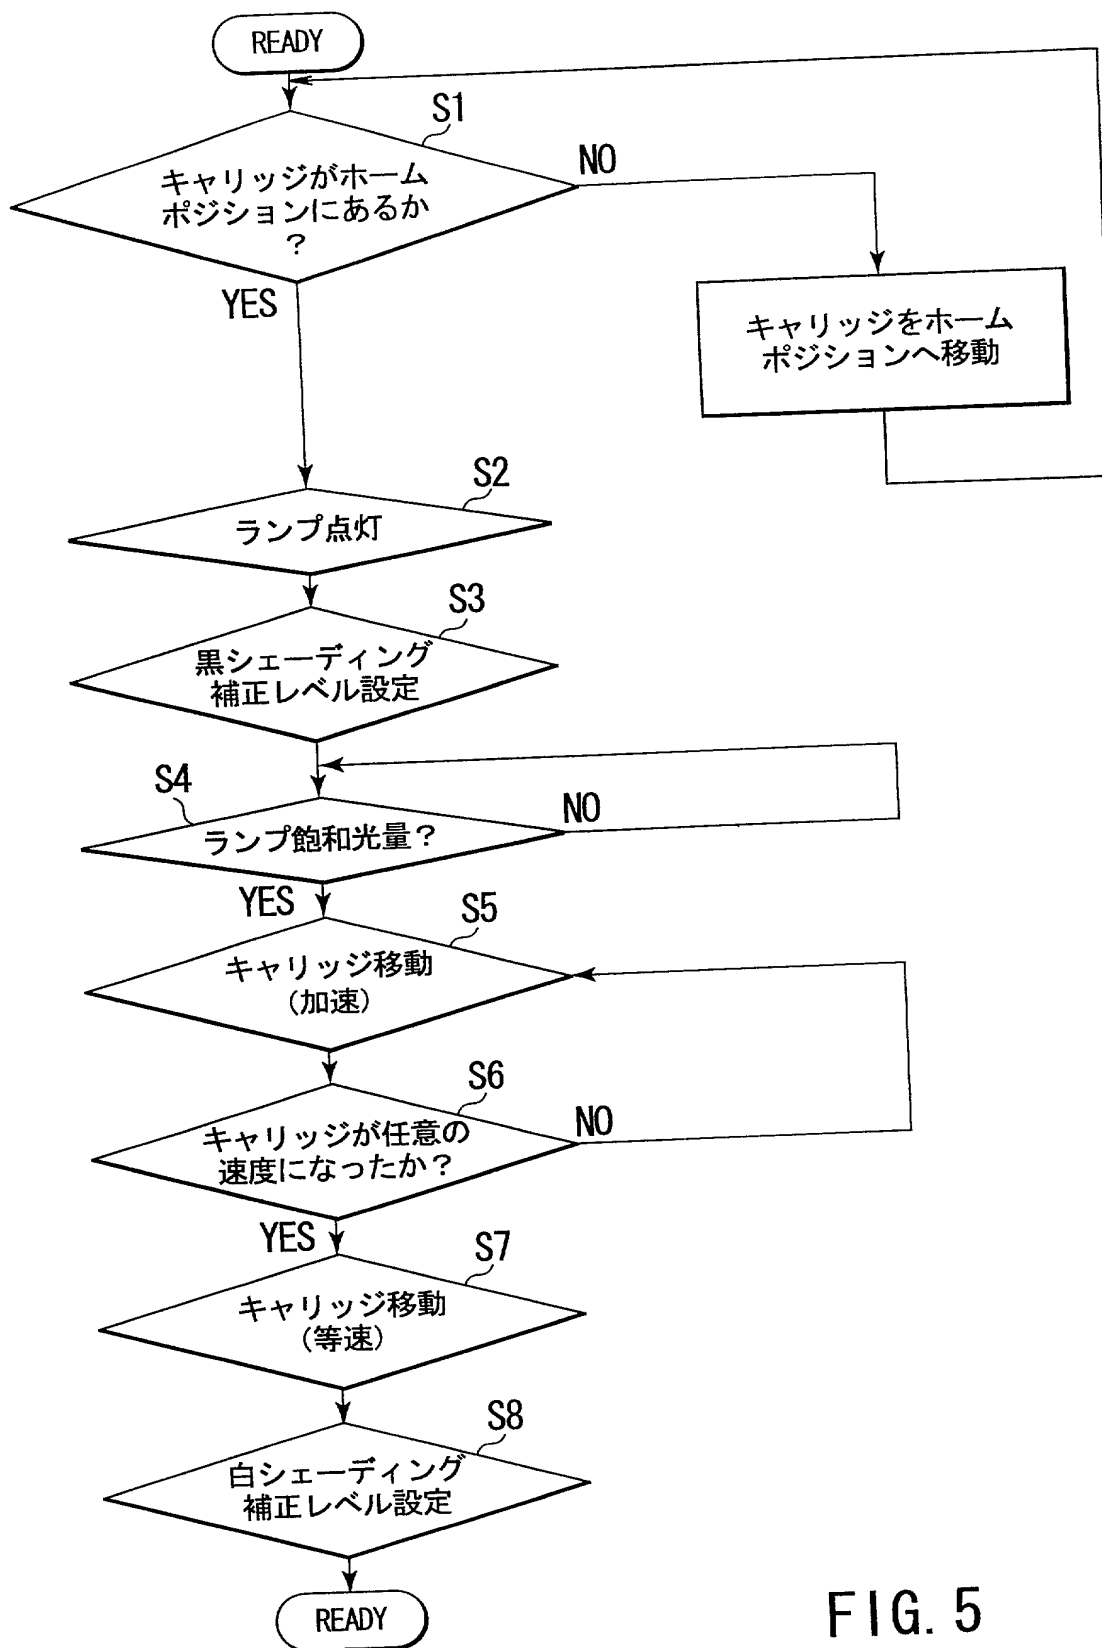 READY
S1
キャリッジがホーム
ポジションにあるか
?
NO
YES
キャリッジをホーム
ポジションへ移動
S2
ランプ点灯
S3
黒シェーディング
補正レベル設定
S4
ランプ飽和光量?
NO
YES
S5
キャリッジ移動
(加速)
S6
キャリッジが任意の
速度になったか?
NO
YES
S7
キャリッジ移動
(等速)
S8
白シェーディング
補正レベル設定
READY
FIG. 5